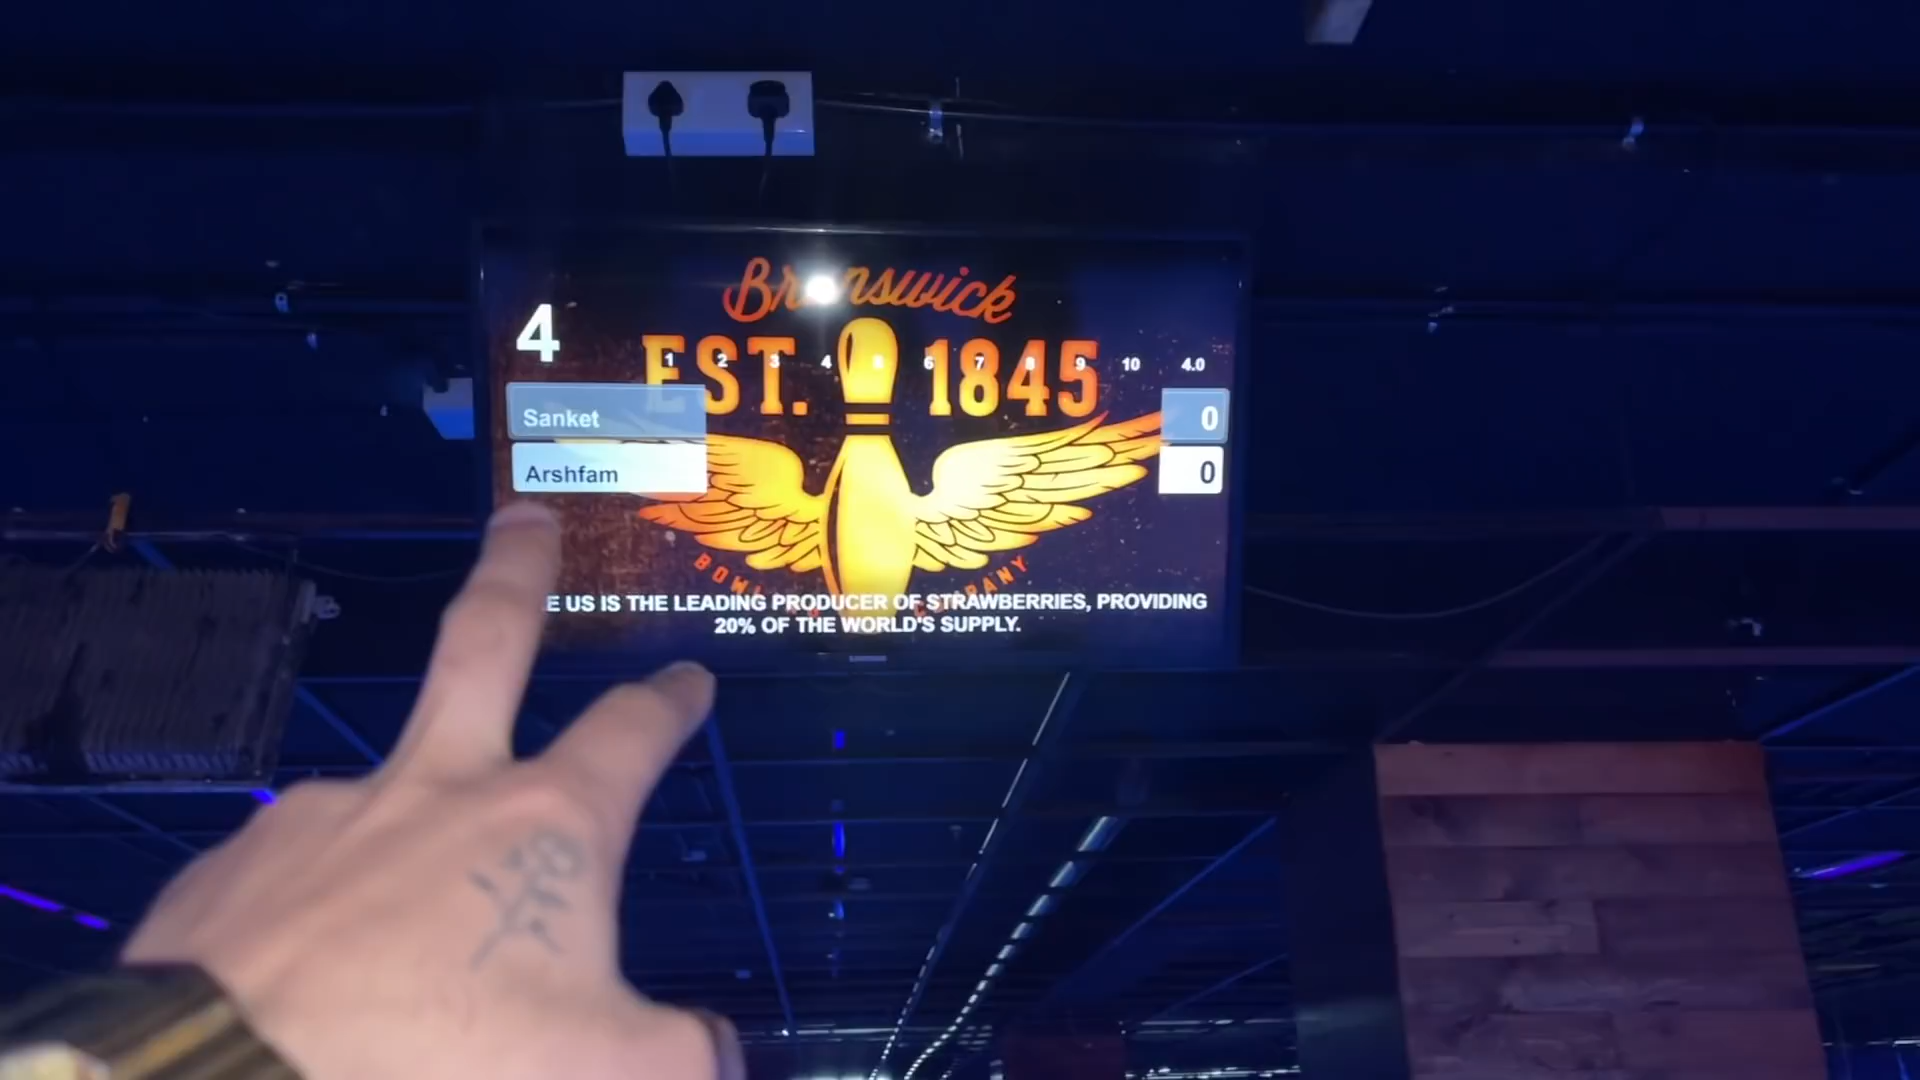 Brunswick
4
EST. 1845
1 2 3 4 5 6 7 8 9 10 4.0
Sanket 0
Arshfam 0
COMPANY
US IS THE LEADING PRODUCER OF STRAWBERRIES, PROVIDING
20% OF THE WORLD'S SUPPLY.